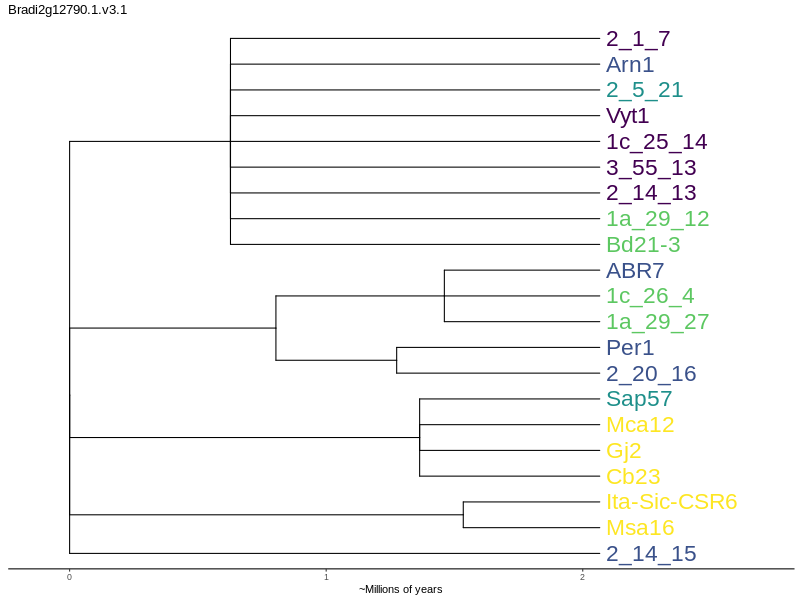 Bradi2g12790.1.v3.1
2_1_7
Arn1
2_5_21
Vyt1
1c_25_14
3_55_13
2_14_13
1a_29_12
Bd21-3
ABR7
1c_26_4
1a_29_27
Per1
2_20_16
Sap57
Mca12
Gj2
Cb23
Ita-Sic-CSR6
Msa16
2_14_15
0 1 2
~Millions of years